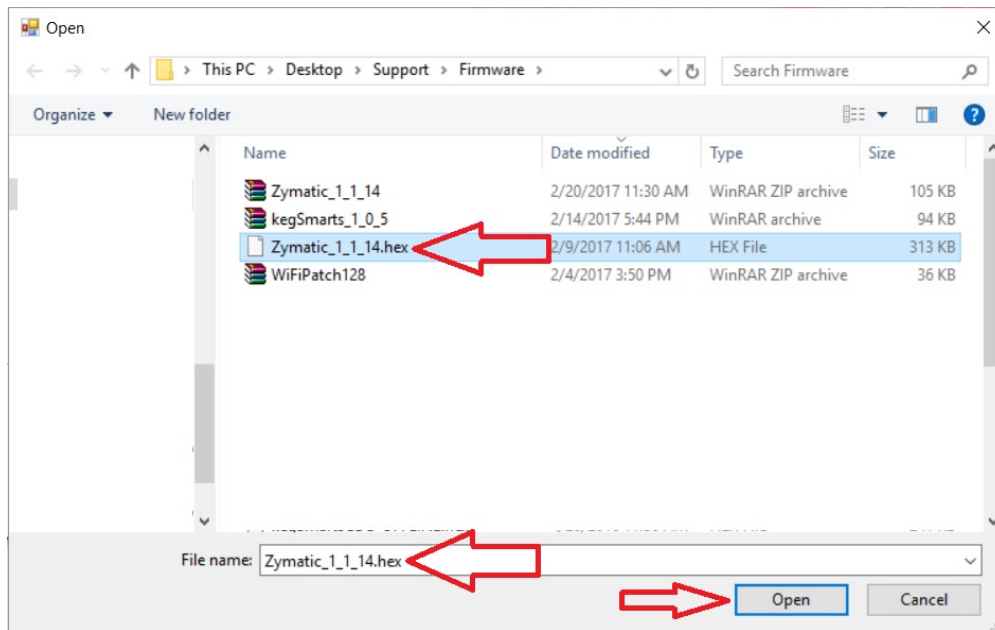 Open
This PC > Desktop > Support > Firmware >
Search Firmware
Organize
New folder
Name Date modified Type Size
Zymatic_1_1_14 2/20/2017 11:30 AM WinRAR ZIP archive 105 KB
kegSmarts_1_0_5 2/14/2017 5:44 PM WinRAR archive 94 KB
Zymatic_1_1_14.hex 2/9/2017 11:06 AM HEX File 313 KB
WiFiPatch128 2/4/2017 3:50 PM WinRAR ZIP archive 36 KB
File name: Zymatic_1_1_14.hex
Open Cancel